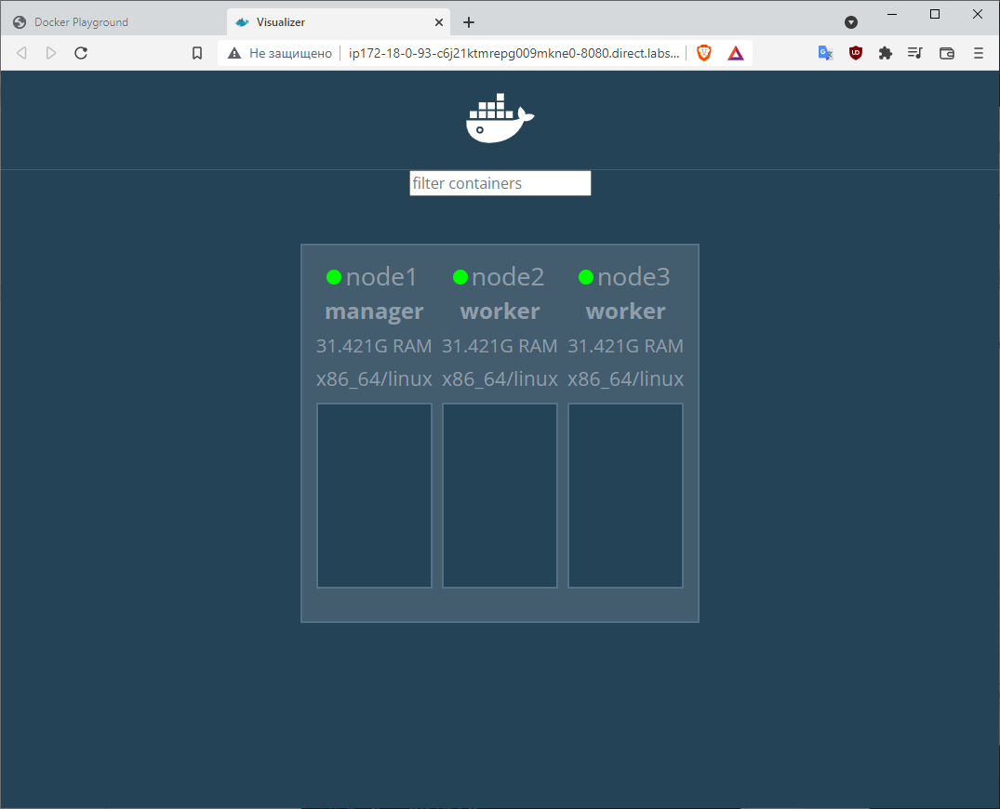 Docker Playground
Visualizer
Не защищено
ip172-18-0-93-c6j21ktmrepg009mkne0-8080.direct.labs...
filter containers
node1 node2 node3
manager worker worker
31.421G RAM 31.421G RAM 31.421G RAM
x86_64/linux x86_64/linux x86_64/linux